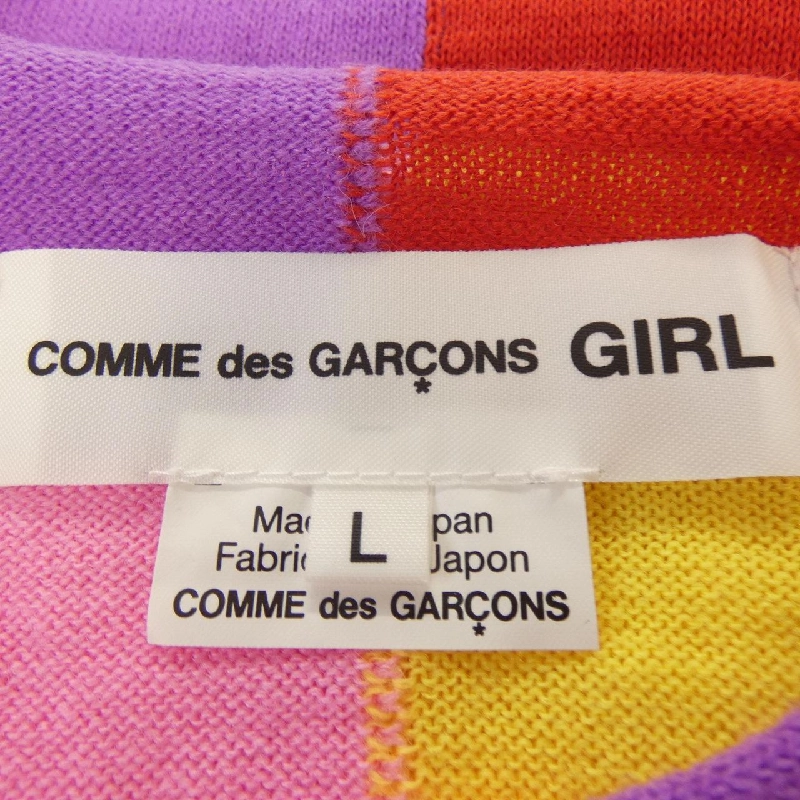 COMME des GARÇONS GIRL
L
Japon
COMME des GARÇONS